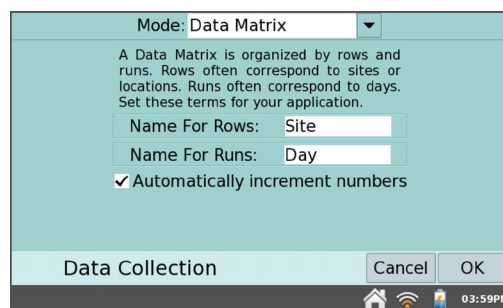 Mode: Data Matrix
A Data Matrix is organized by rows and
runs. Rows often correspond to sites or
locations. Runs often correspond to days.
Set these terms for your application.
Name For Rows: Site
Name For Runs: Day
Automatically increment numbers
Data Collection Cancel OK